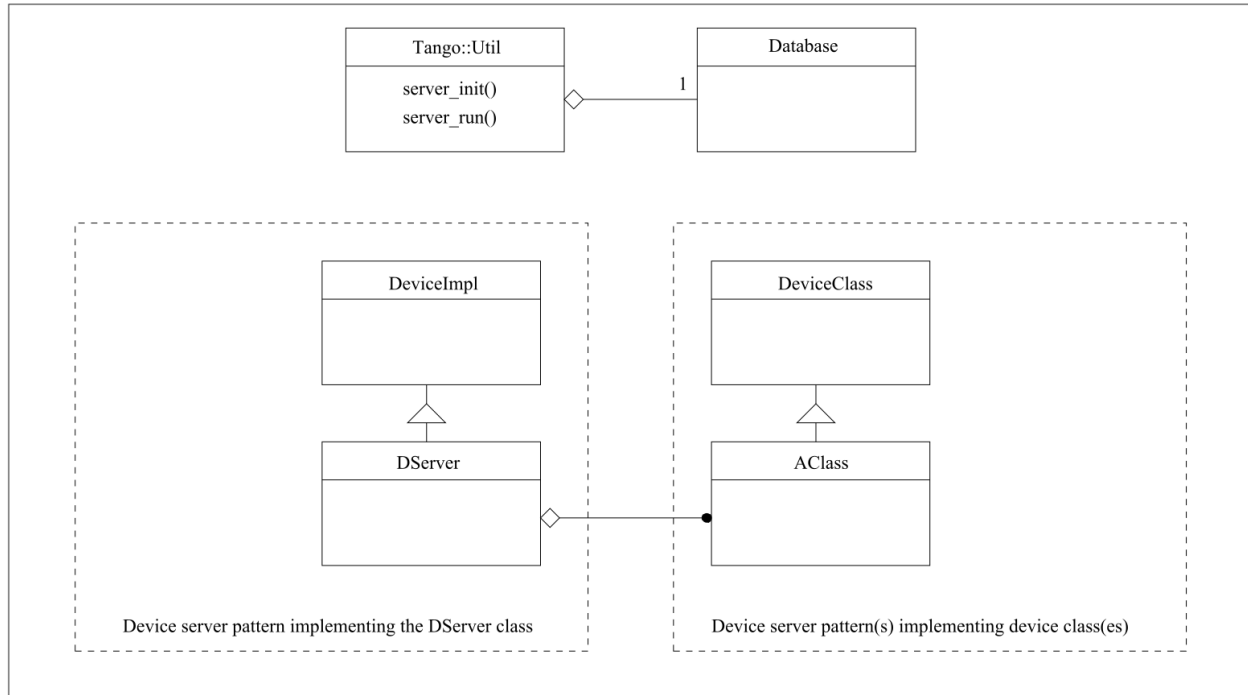 Tango::Util
server_init()
server_run()
1
Database
DeviceImpl
DServer
Device server pattern implementing the DServer class
DeviceClass
AClass
Device server pattern(s) implementing device class(es)